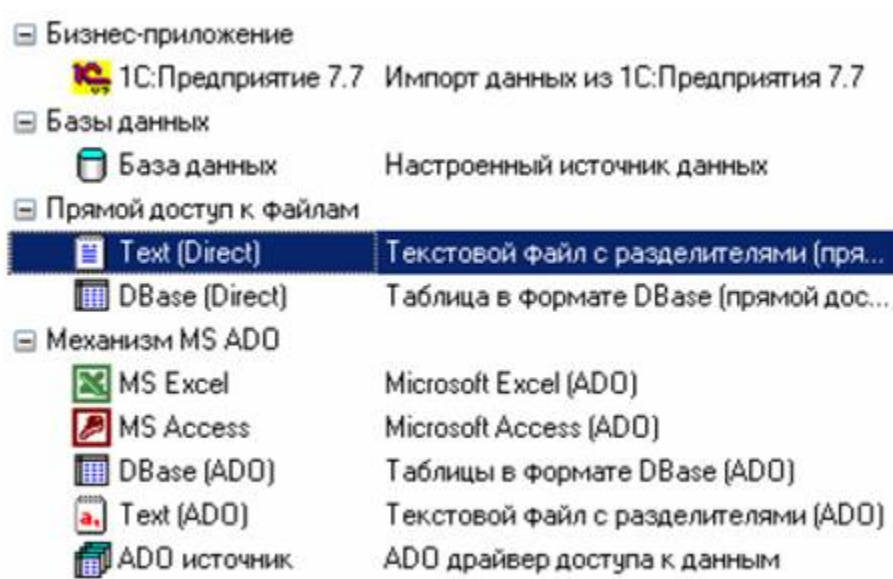 Бизнес-приложение
1С:Предприятие 7.7 Импорт данных из 1С:Предприятия 7.7
Базы данных
База данных Настроенный источник данных
Прямой доступ к файлам
Text (Direct) Текстовой файл с разделителями (пря...
DBase (Direct) Таблица в формате DBase (прямой дос...
Механизм MS ADO
MS Excel Microsoft Excel (ADO)
MS Access Microsoft Access (ADO)
DBase (ADO) Таблицы в формате DBase (ADO)
Text (ADO) Текстовой файл с разделителями (ADO)
ADO источник ADO драйвер доступа к данным